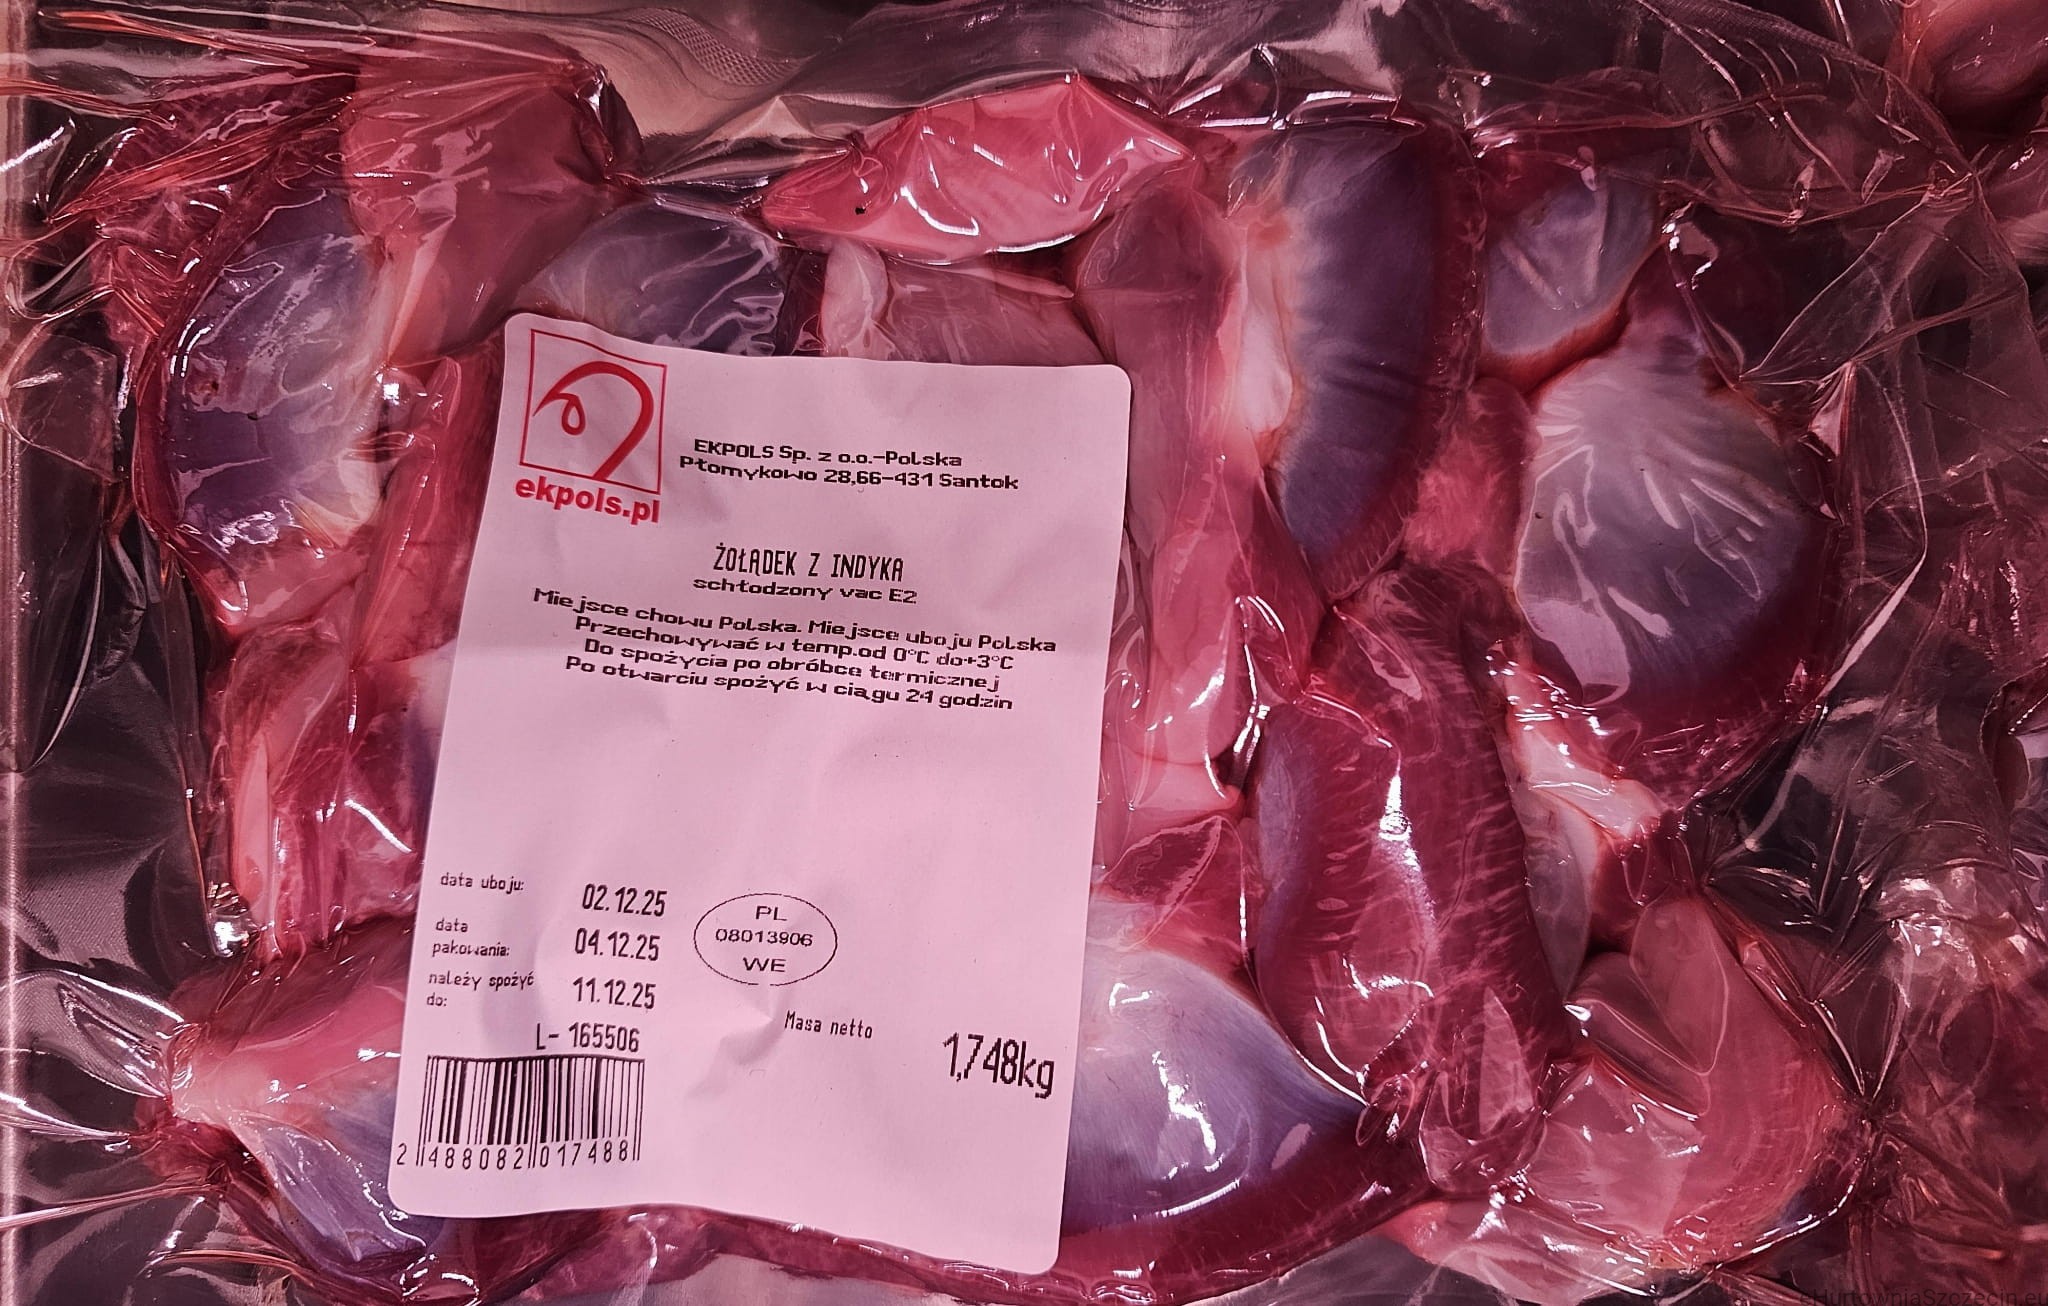 ekpols.pl
EKPOLS Sp. z o.o.-Polska
Płomykowo 28,66-431 Santok
ŻOŁĄDEK Z INDYKA
schłodzony vac E2
Miejsce chowu Polska. Miejsce uboju Polska
Przechowywać w temp.od 0°C do+3°C
Do spożycia po obróbce termicznej
Po otwarciu spożyć w ciągu 24 godzin
data uboju: 02.12.25
data
pakowania: 04.12.25
należy spożyć
do: 11.12.25
L- 165506
PL
08013906
WE
Masa netto
1,748kg
2 488082 017488
HurtowniaSzczecin.eu